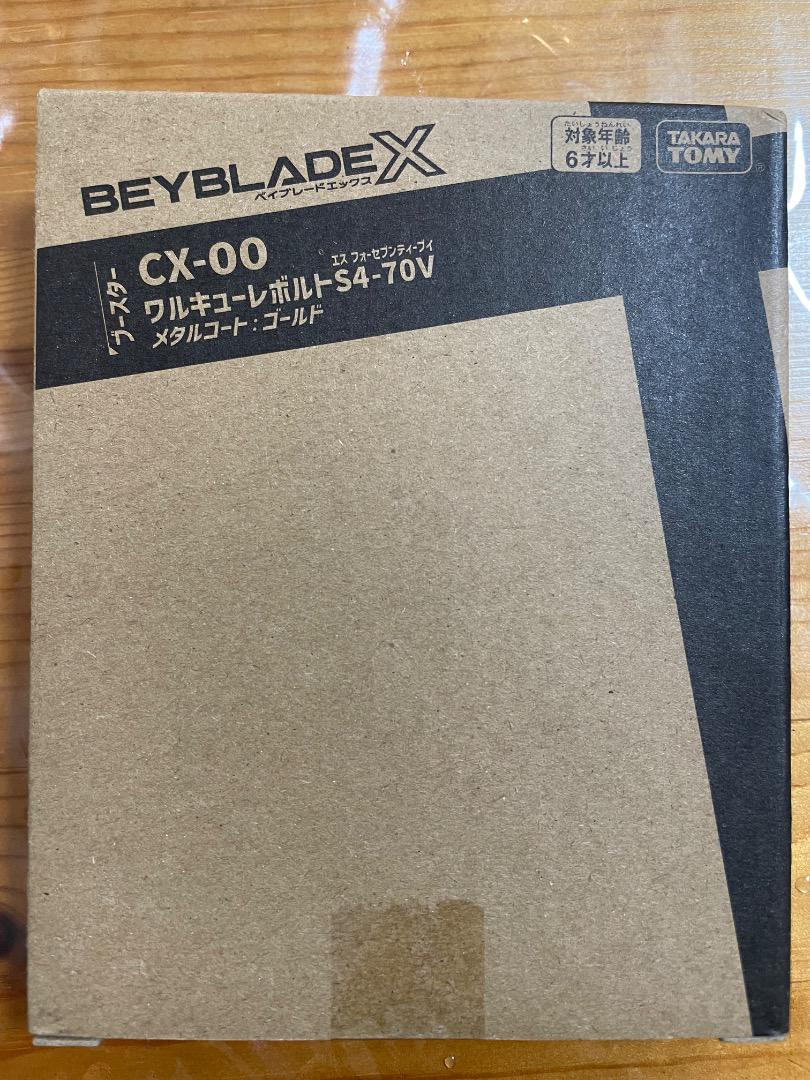 BEYBLADE X
ベイブレードエックス
たいしょうねんれい
対象年齢
さい いじょう
6才以上
TAKARA
TOMY
ブースター
CX-00
エス フォーセブンティーブイ
ワルキューレボルトS4-70V
メタルコート:ゴールド